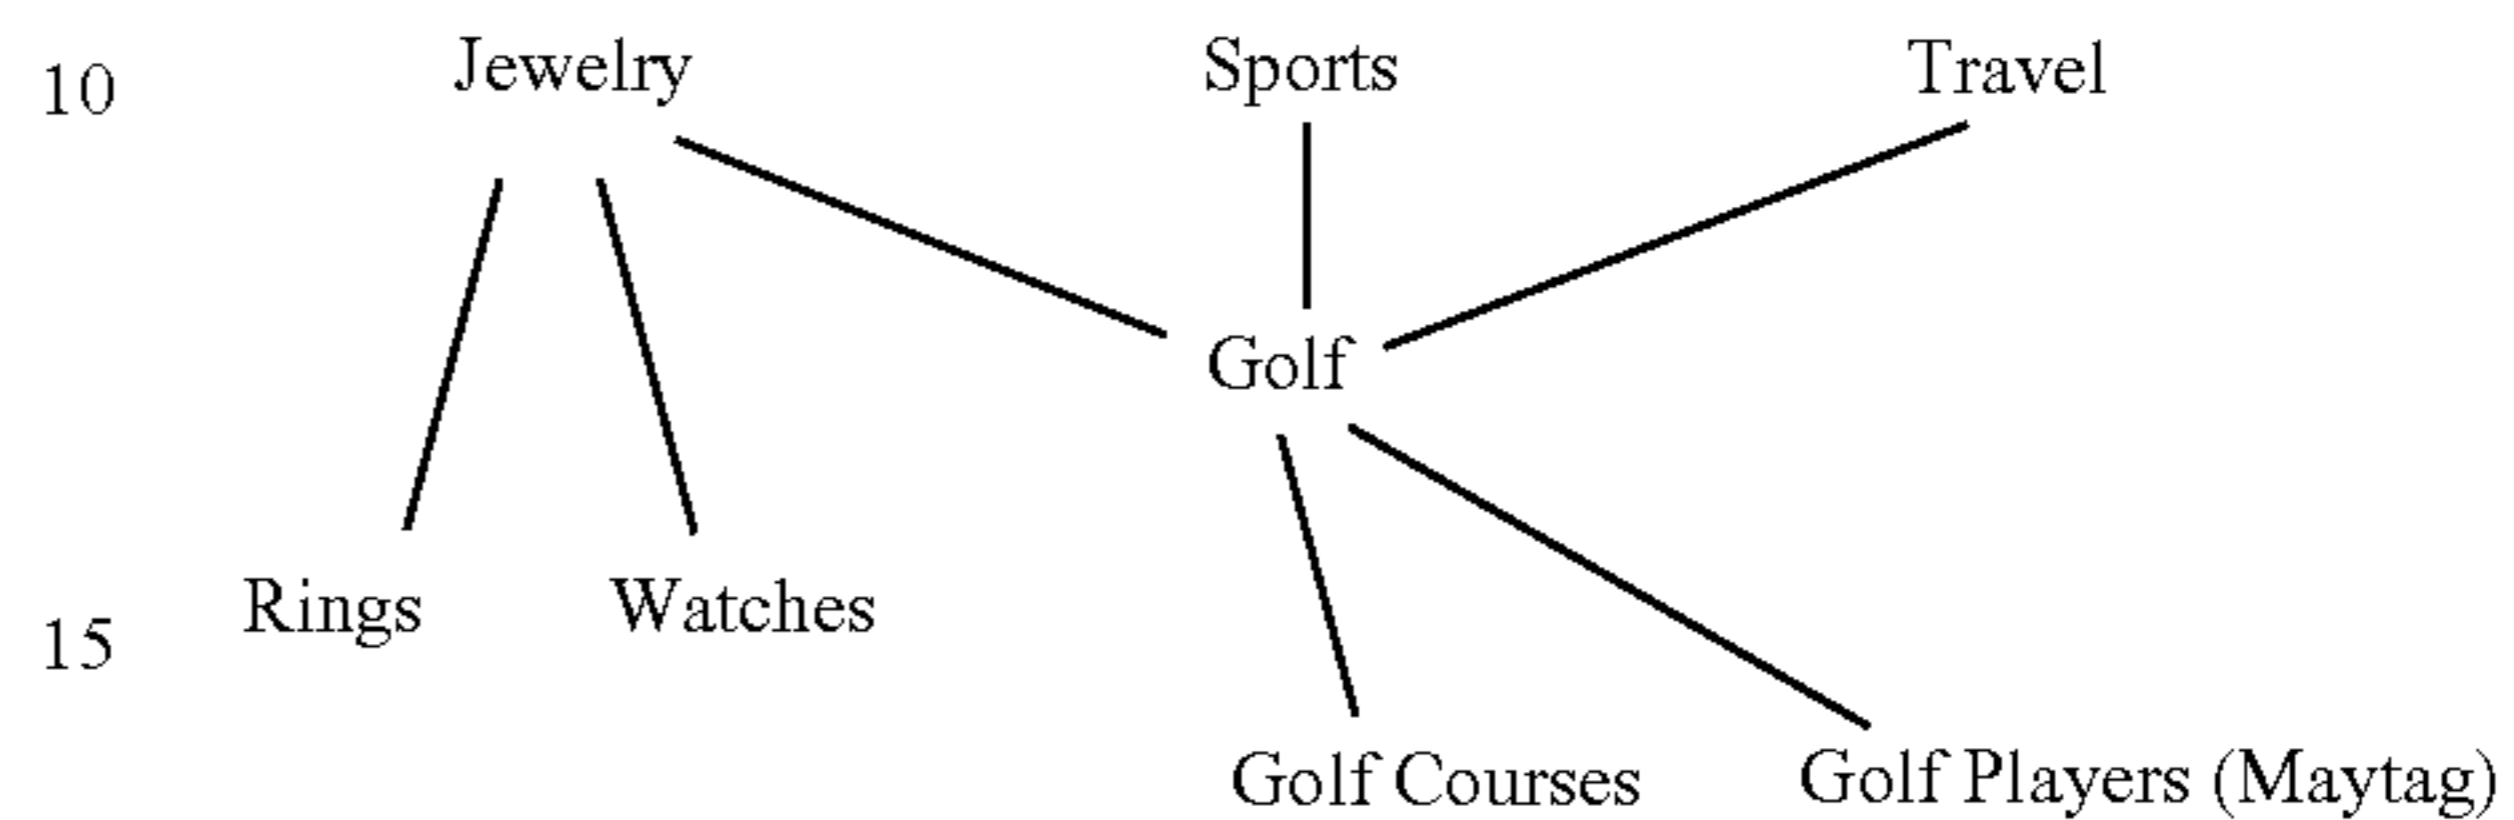 10 Jewelry Sports Travel
Golf
15 Rings Watches
Golf Courses Golf Players (Maytag)